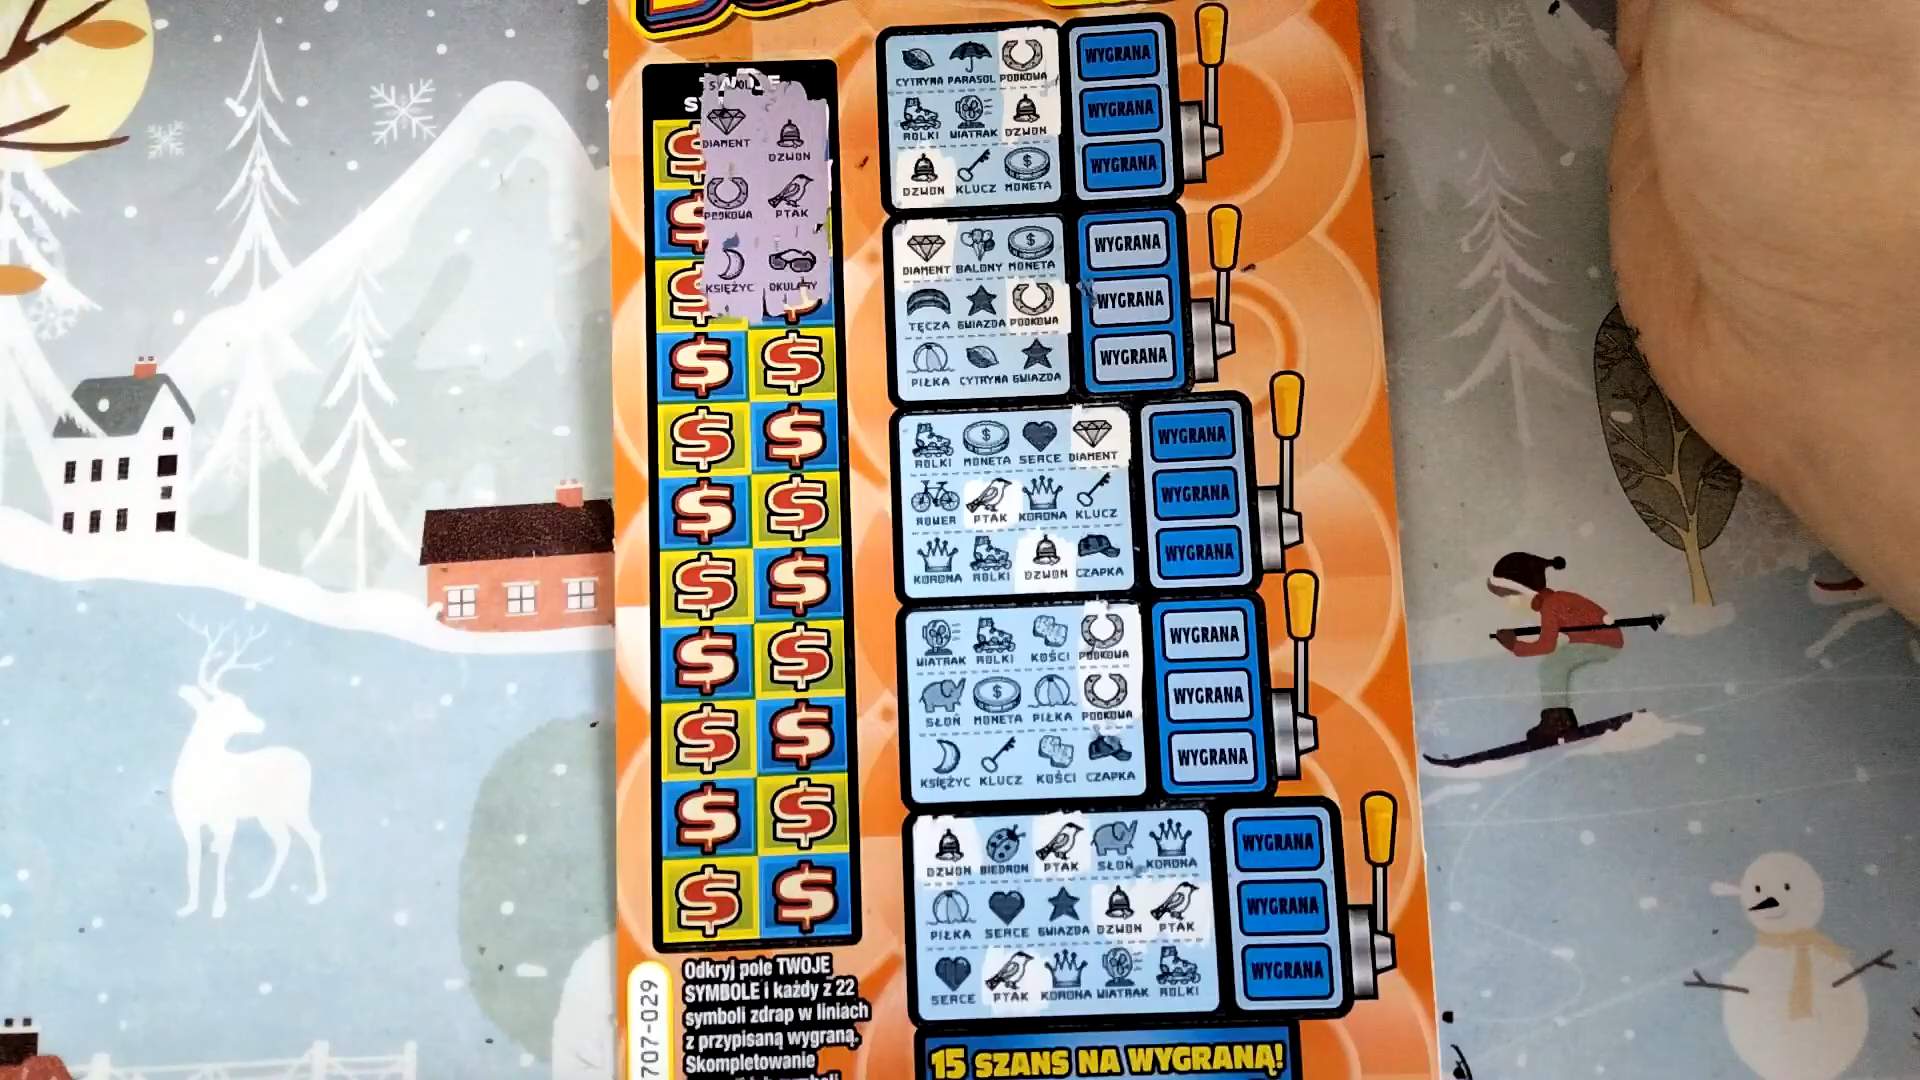 DIAMENT
DZWON
PODKOWA PTAK
KSIĘŻYC OKULARY
CYTRYNA PARASOL PODKOWA
ROLKI WIATRAK DZWON
DZWON KLUCZ MONETA
WYGRANA
WYGRANA
WYGRANA
DIAMENT BALONY MONETA
TĘCZA GWIAZDA PODKOWA
PIŁKA CYTRYNA GWIAZDA
WYGRANA
WYGRANA
WYGRANA
ROLKI MONETA SERCE DIAMENT
ROWER PTAK KORONA KLUCZ
KORONA ROLKI DZWON CZAPKA
WYGRANA
WYGRANA
WYGRANA
WIATRAK ROLKI KOŚCI PODKOWA
SŁOŃ MONETA PIŁKA PODKOWA
KSIĘŻYC KLUCZ KOŚCI CZAPKA
WYGRANA
WYGRANA
WYGRANA
DZWON BIEDRON PTAK SŁOŃ KORONA
PIŁKA SERCE GWIAZDA DZWON PTAK
SERCE PTAK KORONA WIATRAK ROLKI
WYGRANA
WYGRANA
WYGRANA
707-029
Odkryj pole TWOJE
SYMBOLE i każdy z 22
symboli zdrap w liniach
z przypisaną wygraną.
Skompletowanie
15 SZANS NA WYGRANĄ!